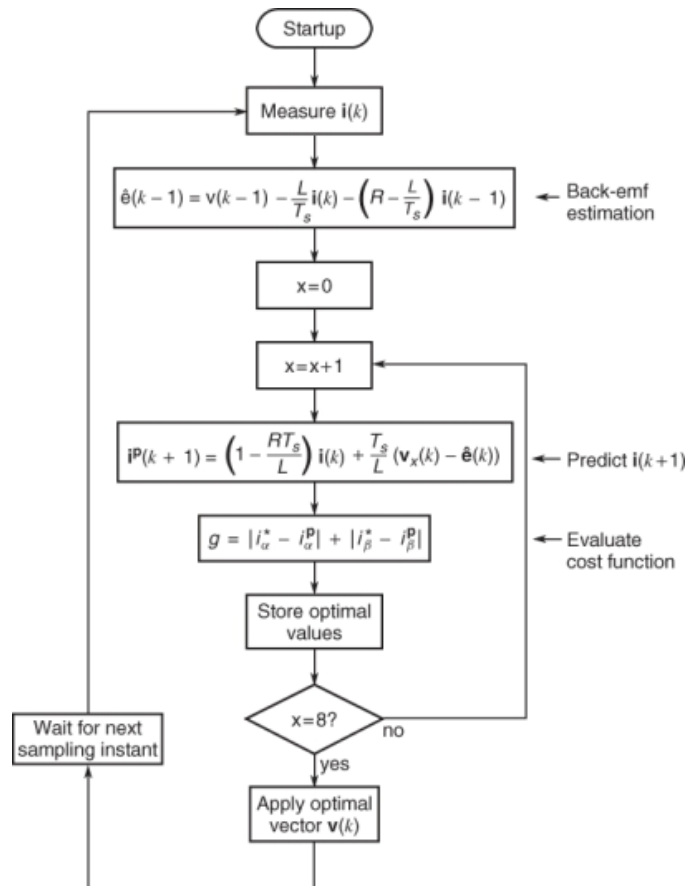 Startup
Measure i(k)
ê(k − 1) = v(k − 1) − L/Tₛ i(k) − (R − L/Tₛ) i(k − 1)
Back-emf
estimation
x=0
x=x+1
iᵖ(k + 1) = (1 − RTₛ/L) i(k) + Tₛ/L (vₓ(k) − ê(k))
Predict i(k+1)
g = |i*α − iᵖα| + |i*β − iᵖβ|
Evaluate
cost function
Store optimal
values
x=8?
no
Wait for next
sampling instant
yes
Apply optimal
vector v(k)